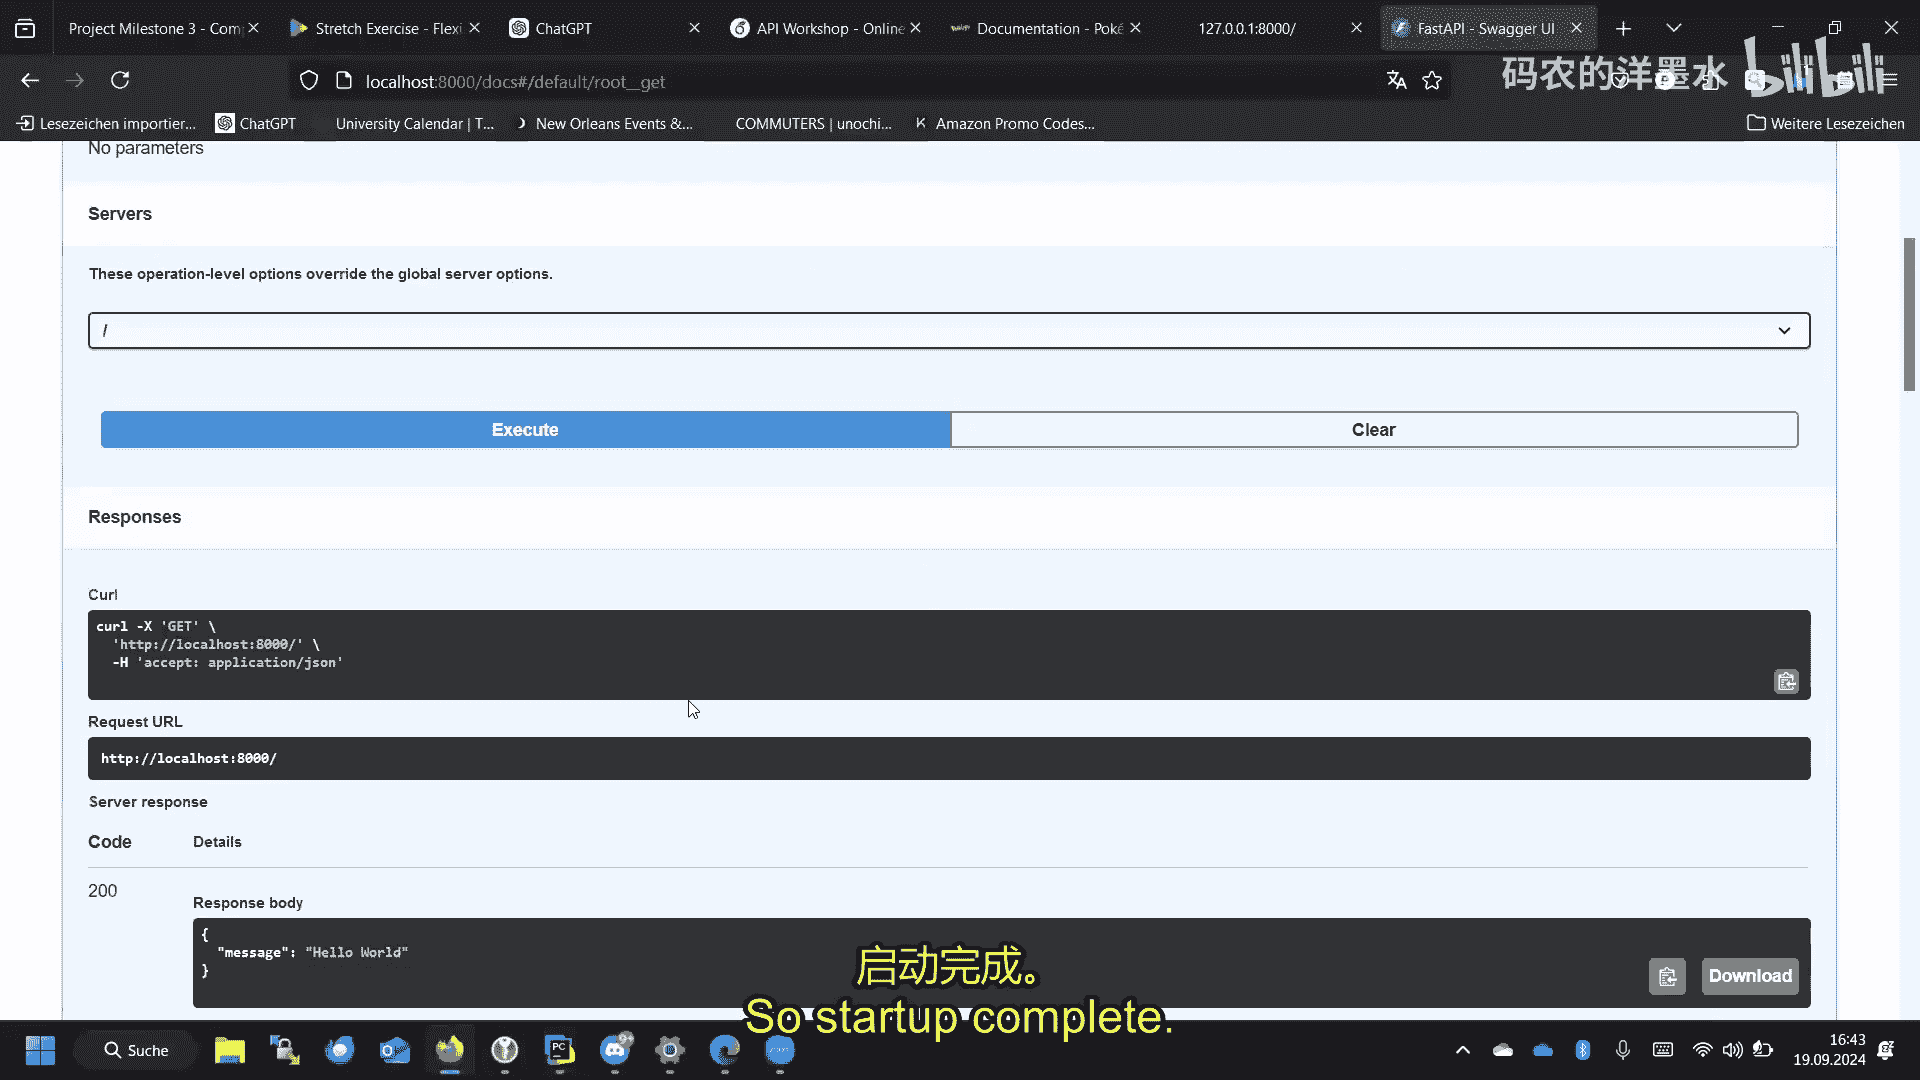 Project Milestone 3 - Com
Stretch Exercise - Flexi
ChatGPT
API Workshop - Online
Documentation - Poké
127.0.0.1:8000/
FastAPI - Swagger UI
localhost:8000/docs#/default/root__get
码农的洋墨水 bilibili
Lesezeichen importier...
ChatGPT
University Calendar | T...
New Orleans Events &...
COMMUTERS | unochi...
K Amazon Promo Codes...
Weitere Lesezeichen
No parameters
Servers
These operation-level options override the global server options.
/
Execute
Clear
Responses
Curl
curl -X 'GET' \
'http://localhost:8000/' \
-H 'accept: application/json'
Request URL
http://localhost:8000/
Server response
Code
Details
200
Response body
{
"message": "Hello World"
}
Download
启动完成。
So startup complete.
Suche
PC
9+
zoom
16:43
19.09.2024